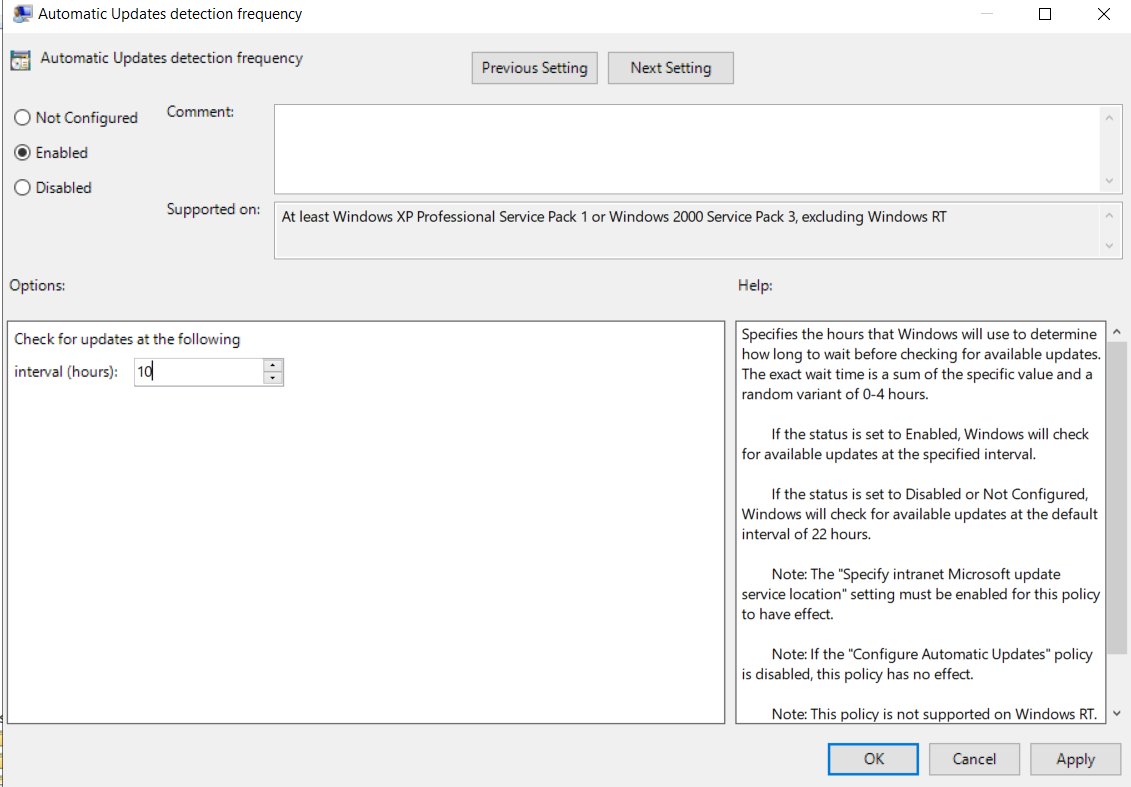 Automatic Updates detection frequency
Automatic Updates detection frequency
Previous Setting
Next Setting
Not Configured
Enabled
Disabled
Comment:
Supported on:
At least Windows XP Professional Service Pack 1 or Windows 2000 Service Pack 3, excluding Windows RT
Options:
Help:
Check for updates at the following
interval (hours):
10
Specifies the hours that Windows will use to determine
how long to wait before checking for available updates.
The exact wait time is a sum of the specific value and a
random variant of 0-4 hours.
If the status is set to Enabled, Windows will check
for available updates at the specified interval.
If the status is set to Disabled or Not Configured,
Windows will check for available updates at the default
interval of 22 hours.
Note: The "Specify intranet Microsoft update
service location" setting must be enabled for this policy
to have effect.
Note: If the "Configure Automatic Updates" policy
is disabled, this policy has no effect.
Note: This policy is not supported on Windows RT.
OK
Cancel
Apply